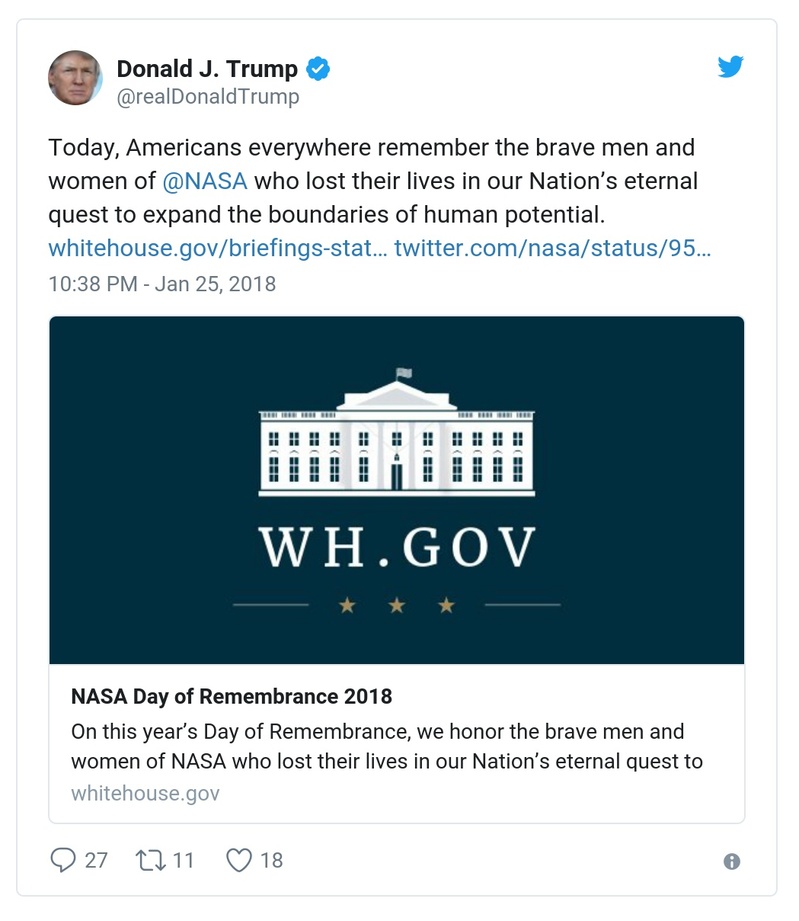 Donald J. Trump
@realDonaldTrump
Today, Americans everywhere remember the brave men and
women of @NASA who lost their lives in our Nation’s eternal
quest to expand the boundaries of human potential.
whitehouse.gov/briefings-stat… twitter.com/nasa/status/95…
10:38 PM - Jan 25, 2018
WH.GOV
NASA Day of Remembrance 2018
On this year’s Day of Remembrance, we honor the brave men and
women of NASA who lost their lives in our Nation’s eternal quest to
whitehouse.gov
27 11 18